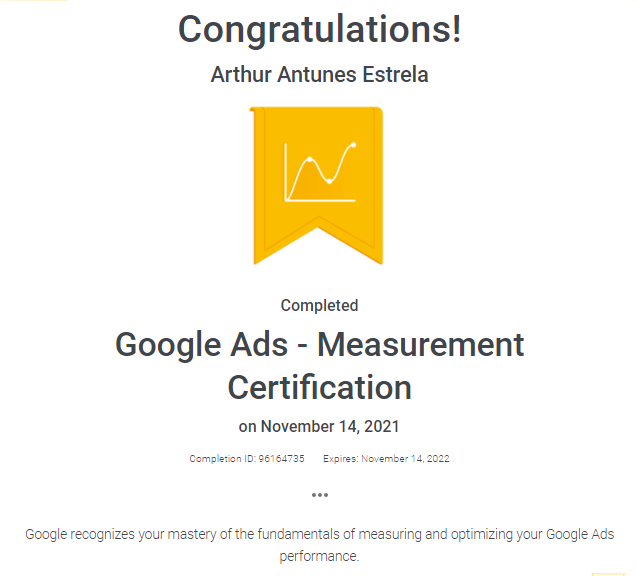 Congratulations!
Arthur Antunes Estrela
Completed
Google Ads - Measurement
Certification
on November 14, 2021
Completion ID: 96164735 Expires: November 14, 2022
•••
Google recognizes your mastery of the fundamentals of measuring and optimizing your Google Ads
performance.